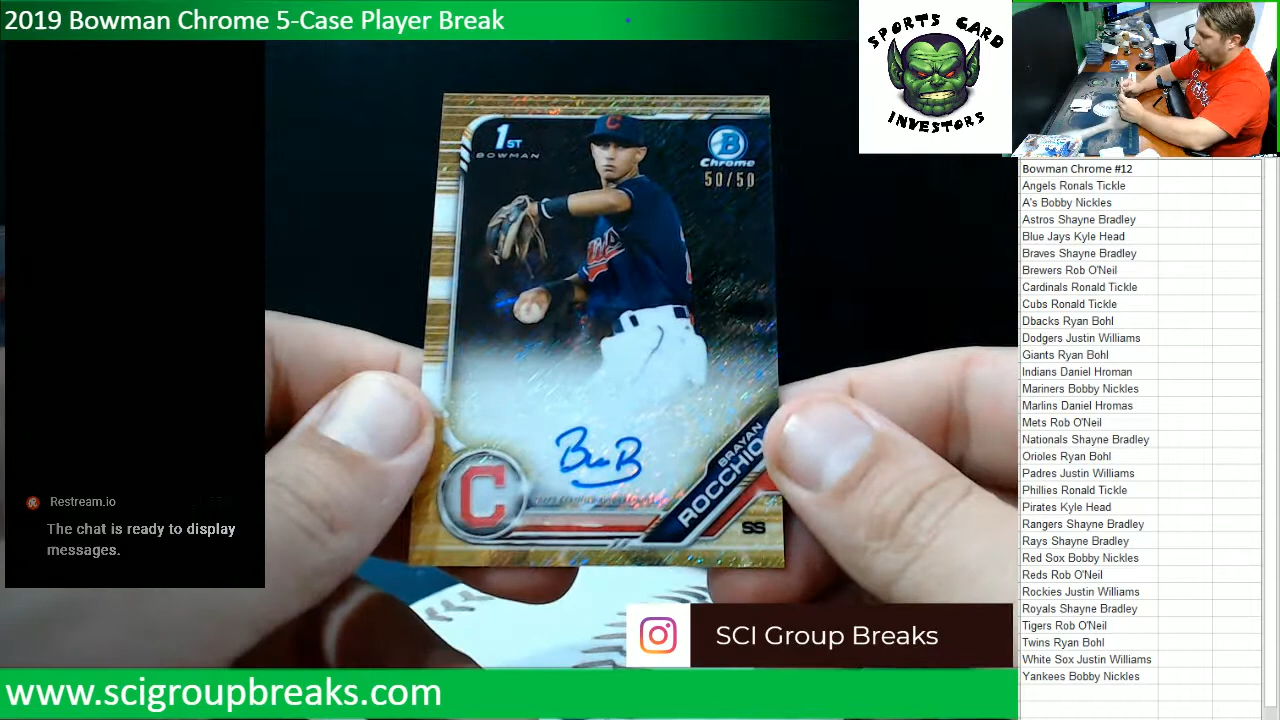 2019 Bowman Chrome 5-Case Player Break
SPORTS CARD
INVESTORS
1ST
BOWMAN
B
Chrome
50/50
C
BRAYAN
ROCCHIO
SS
C
Restream.io
The chat is ready to display
messages.
SCI Group Breaks
www.scigroupbreaks.com
Bowman Chrome #12
Angels Ronals Tickle
A's Bobby Nickles
Astros Shayne Bradley
Blue Jays Kyle Head
Braves Shayne Bradley
Brewers Rob O'Neil
Cardinals Ronald Tickle
Cubs Ronald Tickle
Dbacks Ryan Bohl
Dodgers Justin Williams
Giants Ryan Bohl
Indians Daniel Hroman
Mariners Bobby Nickles
Marlins Daniel Hromas
Mets Rob O'Neil
Nationals Shayne Bradley
Orioles Ryan Bohl
Padres Justin Williams
Phillies Ronald Tickle
Pirates Kyle Head
Rangers Shayne Bradley
Rays Shayne Bradley
Red Sox Bobby Nickles
Reds Rob O'Neil
Rockies Justin Williams
Royals Shayne Bradley
Tigers Rob O'Neil
Twins Ryan Bohl
White Sox Justin Williams
Yankees Bobby Nickles